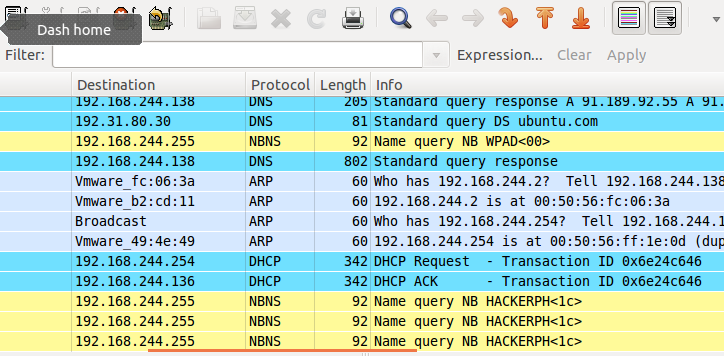 Dash home
Filter: Expression... Clear Apply
Destination Protocol Length Info
192.168.244.138 DNS 205 Standard query response A 91.189.92.55 A 91.
192.31.80.30 DNS 81 Standard query DS ubuntu.com
192.168.244.255 NBNS 92 Name query NB WPAD<00>
192.168.244.138 DNS 802 Standard query response
Vmware_fc:06:3a ARP 60 Who has 192.168.244.2? Tell 192.168.244.138
Vmware_b2:cd:11 ARP 60 192.168.244.2 is at 00:50:56:fc:06:3a
Broadcast ARP 60 Who has 192.168.244.254? Tell 192.168.244.1
Vmware_49:4e:49 ARP 60 192.168.244.254 is at 00:50:56:ff:1e:0d (dup
192.168.244.254 DHCP 342 DHCP Request - Transaction ID 0x6e24c646
192.168.244.136 DHCP 342 DHCP ACK - Transaction ID 0x6e24c646
192.168.244.255 NBNS 92 Name query NB HACKERPH<1c>
192.168.244.255 NBNS 92 Name query NB HACKERPH<1c>
192.168.244.255 NBNS 92 Name query NB HACKERPH<1c>